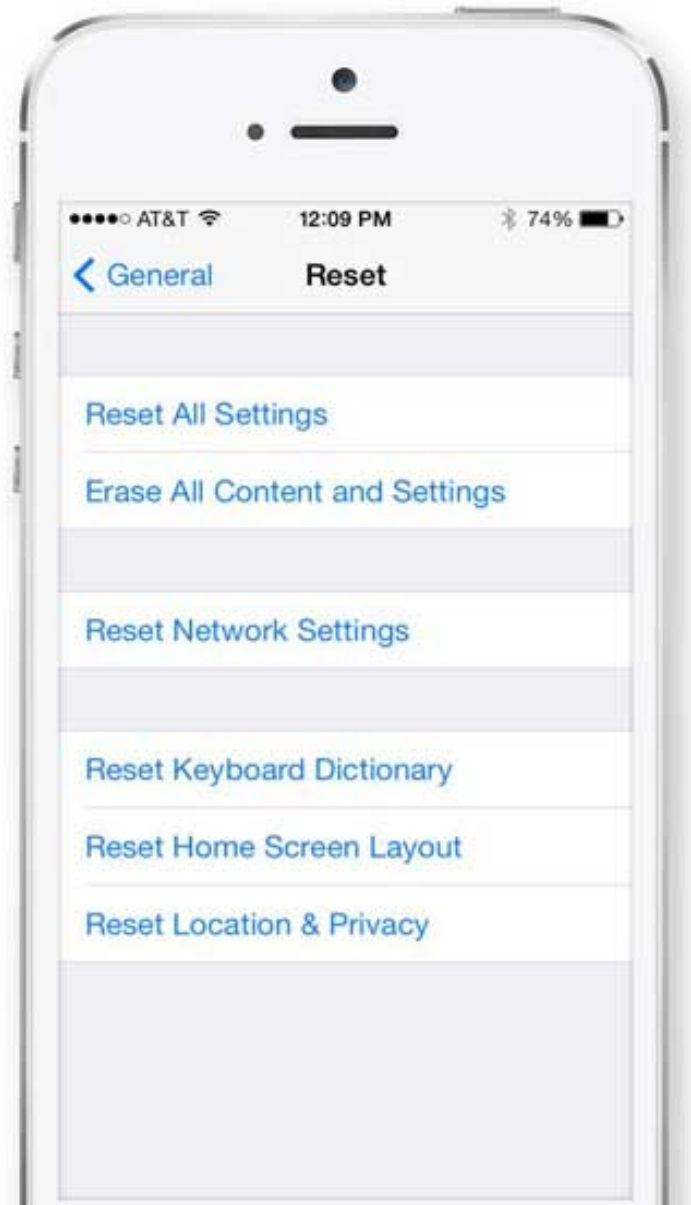 AT&T 12:09 PM 74%
General Reset
Reset All Settings
Erase All Content and Settings
Reset Network Settings
Reset Keyboard Dictionary
Reset Home Screen Layout
Reset Location & Privacy